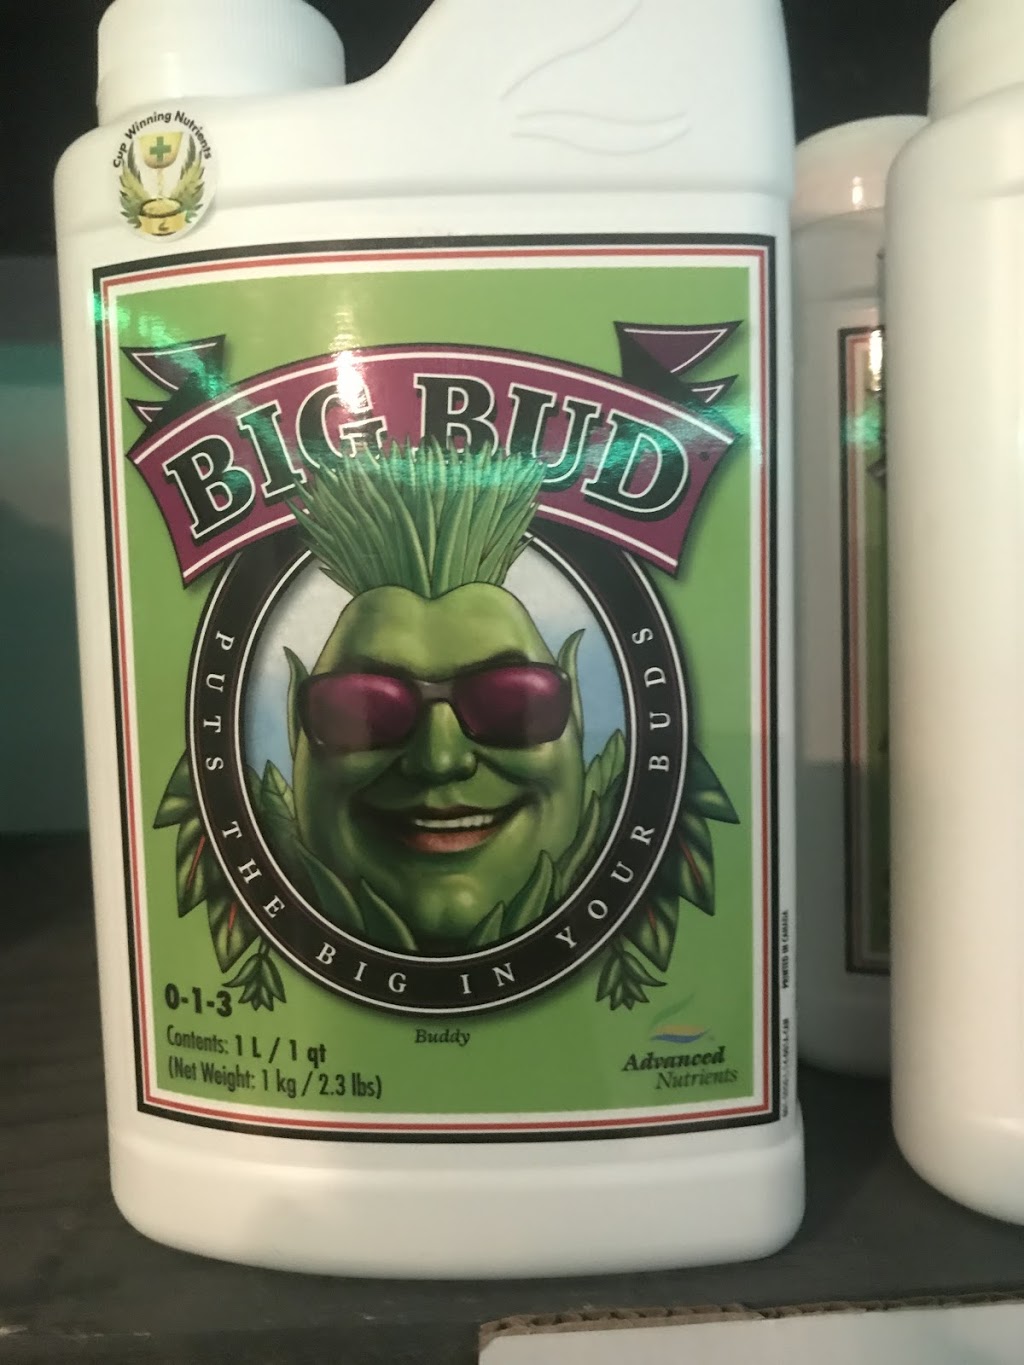 Cup Winning Nutrients
BIG BUD
PUTS THE BIG IN YOUR BUDS
0-1-3
Contents: 1 L / 1 qt
(Net Weight: 1 kg / 2.3 lbs)
Buddy
Advanced
Nutrients
PRINTED IN CANADA